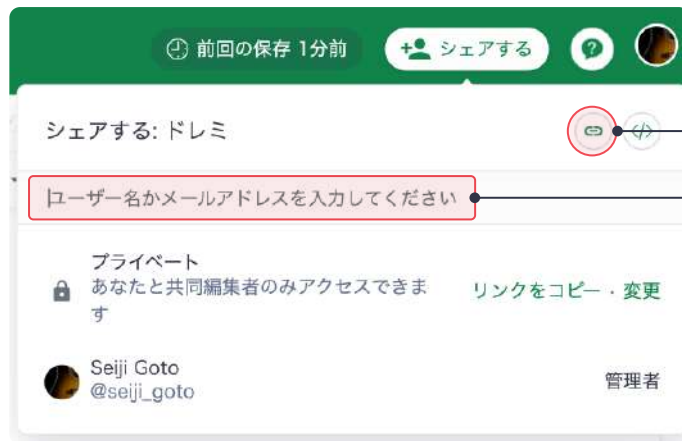 前回の保存 1分前
シェアする
シェアする: ドレミ
ユーザー名かメールアドレスを入力してください
プライベート
あなたと共同編集者のみアクセスできま
す
リンクをコピー · 変更
Seiji Goto
@seiji_goto
管理者